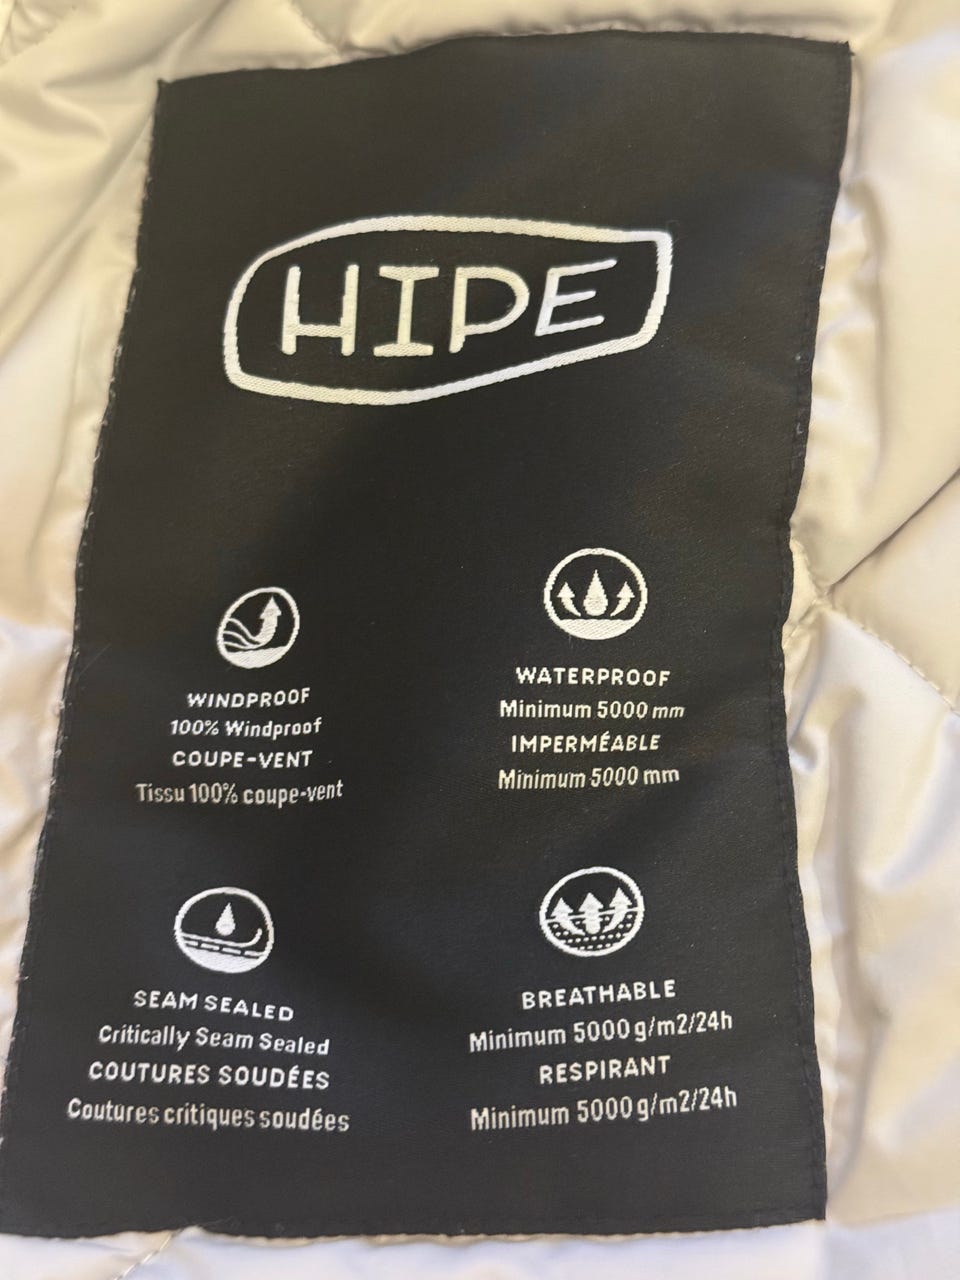 HIPE
WINDPROOF
100% Windproof
COUPE-VENT
Tissu 100% coupe-vent
WATERPROOF
Minimum 5000 mm
IMPERMÉABLE
Minimum 5000 mm
SEAM SEALED
Critically Seam Sealed
COUTURES SOUDÉES
Coutures critiques soudées
BREATHABLE
Minimum 5000 g/m2/24h
RESPIRANT
Minimum 5000 g/m2/24h